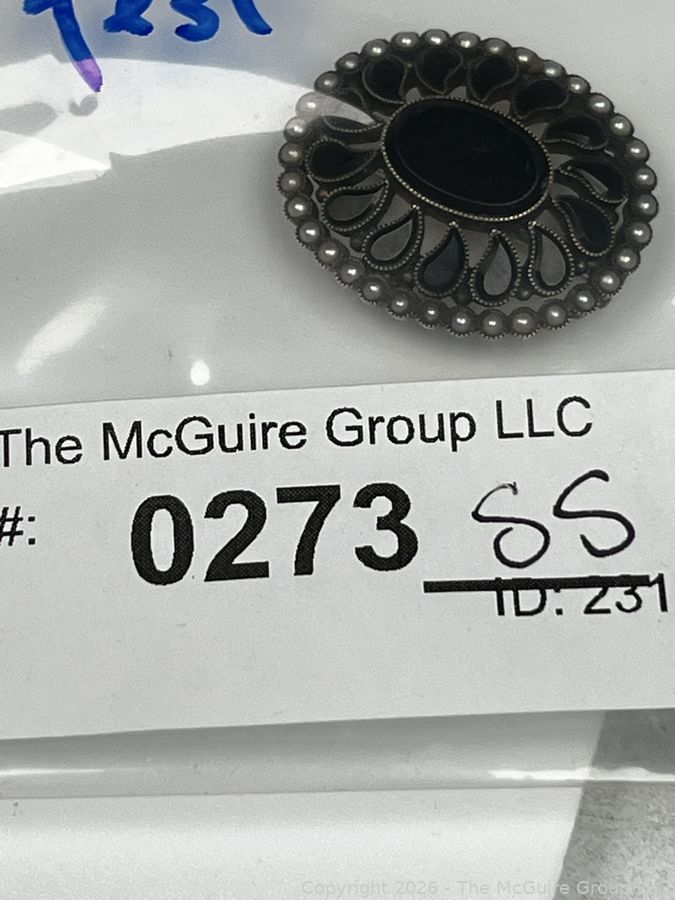 The McGuire Group LLC
#: 0273 SS
ID: 231
Copyright 2026 - The McGuire Group